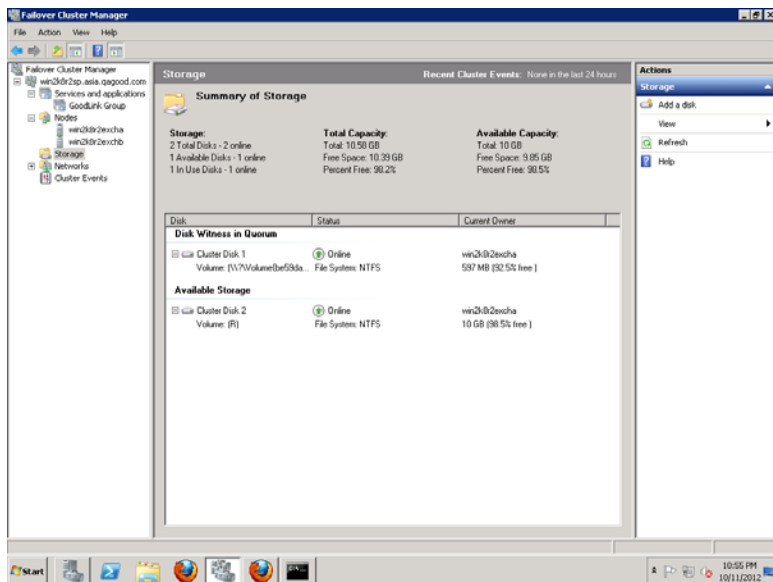 Failover Cluster Manager
File Action View Help
Failover Cluster Manager
win2k8r2sp.asia.qagood.com
Services and applications
GoodLink Group
Nodes
win2k8r2excha
win2k8r2exchb
Storage
Networks
Cluster Events
Storage Recent Cluster Events: None in the last 24 hours
Summary of Storage
Storage: Total Capacity: Available Capacity:
2 Total Disks - 2 online Total: 10.58 GB Total: 10 GB
1 Available Disks - 1 online Free Space: 10.39 GB Free Space: 9.85 GB
1 In Use Disks - 1 online Percent Free: 98.2% Percent Free: 98.5%
Disk Status Current Owner
Disk Witness in Quorum
Cluster Disk 1 Online win2k8r2excha
Volume: (\\?\Volume{be59da... File System: NTFS 597 MB (92.5% free )
Available Storage
Cluster Disk 2 Online win2k8r2excha
Volume: (R) File System: NTFS 10 GB (98.5% free )
Actions
Storage
Add a disk
View
Refresh
Help
Start
10:55 PM
10/11/2012